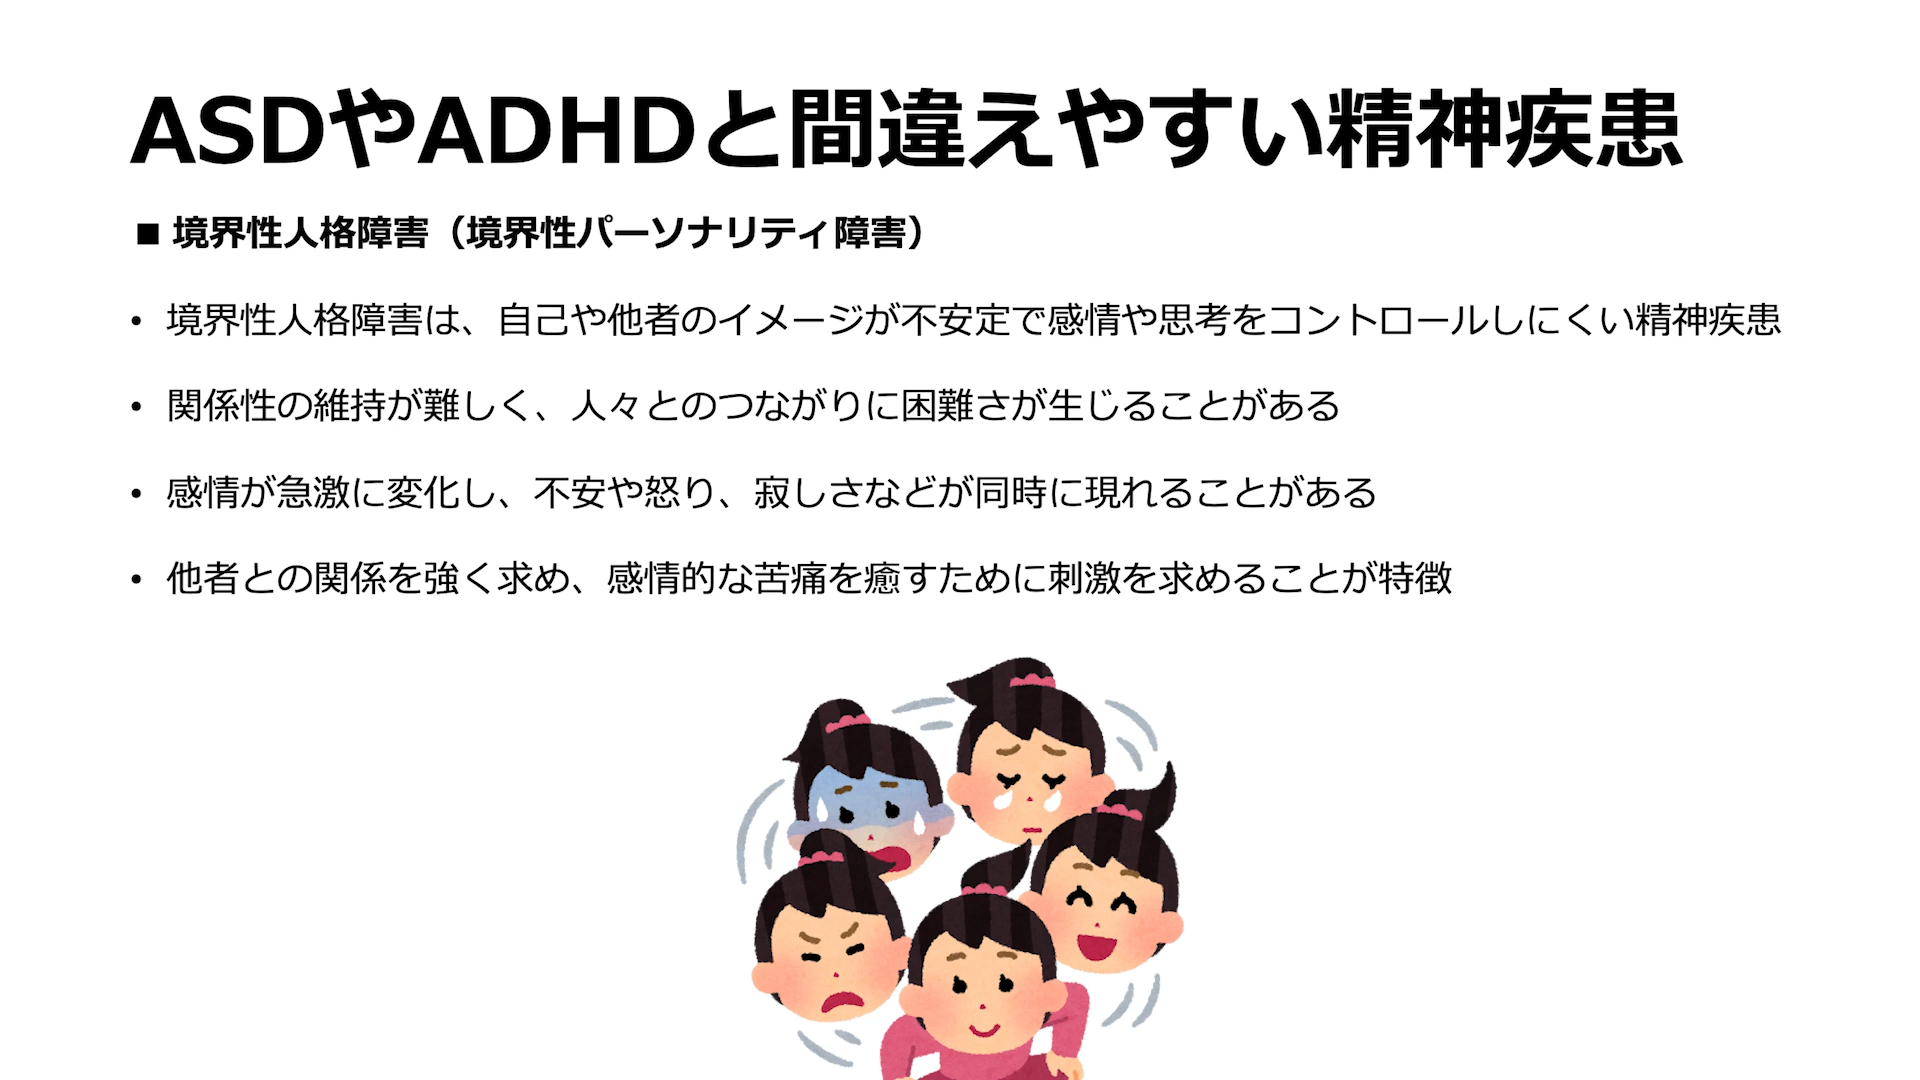 ASDやADHDと間違えやすい精神疾患
■ 境界性人格障害（境界性パーソナリティ障害）
• 境界性人格障害は、自己や他者のイメージが不安定で感情や思考をコントロールしにくい精神疾患
• 関係性の維持が難しく、人々とのつながりに困難さが生じることがある
• 感情が急激に変化し、不安や怒り、寂しさなどが同時に現れることがある
• 他者との関係を強く求め、感情的な苦痛を癒すために刺激を求めることが特徴